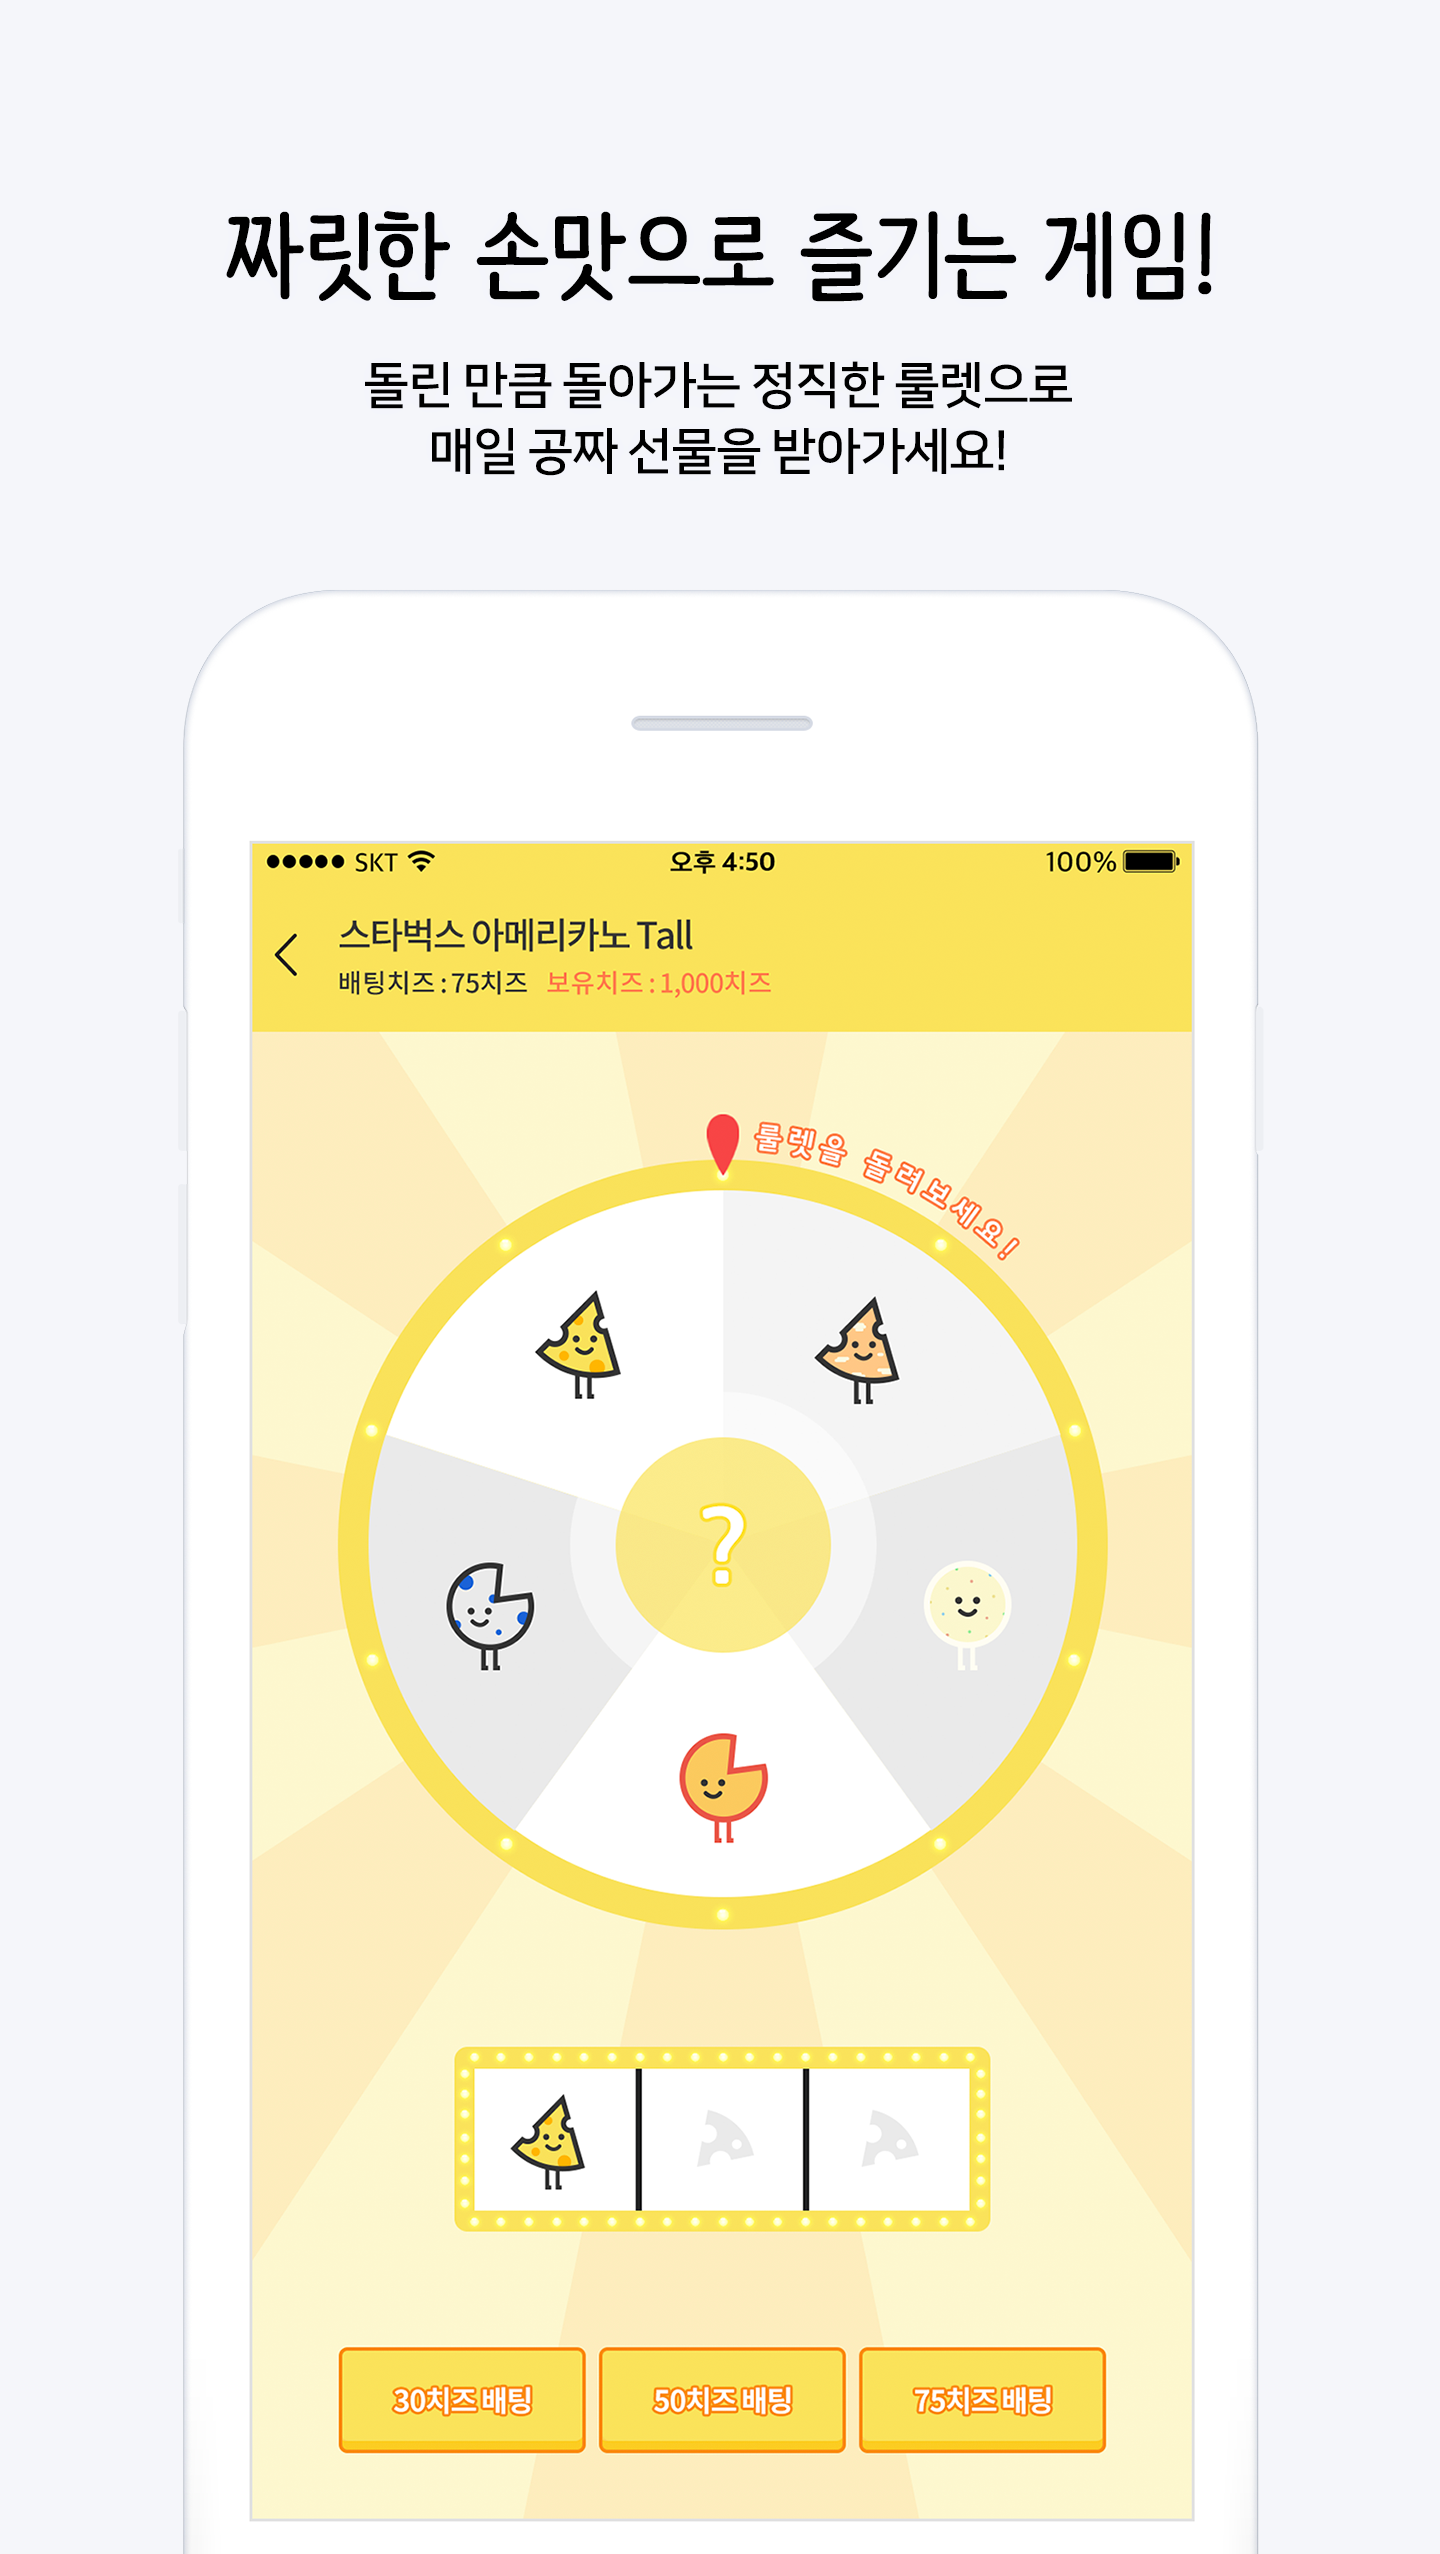 짜릿한 손맛으로 즐기는 게임!
돌린 만큼 돌아가는 정직한 룰렛으로
매일 공짜 선물을 받아가세요!
SKT 오후 4:50 100%
스타벅스 아메리카노 Tall
배팅치즈 : 75치즈 보유치즈 : 1,000치즈
룰렛을 돌려보세요!
?
30치즈 배팅 50치즈 배팅 75치즈 배팅